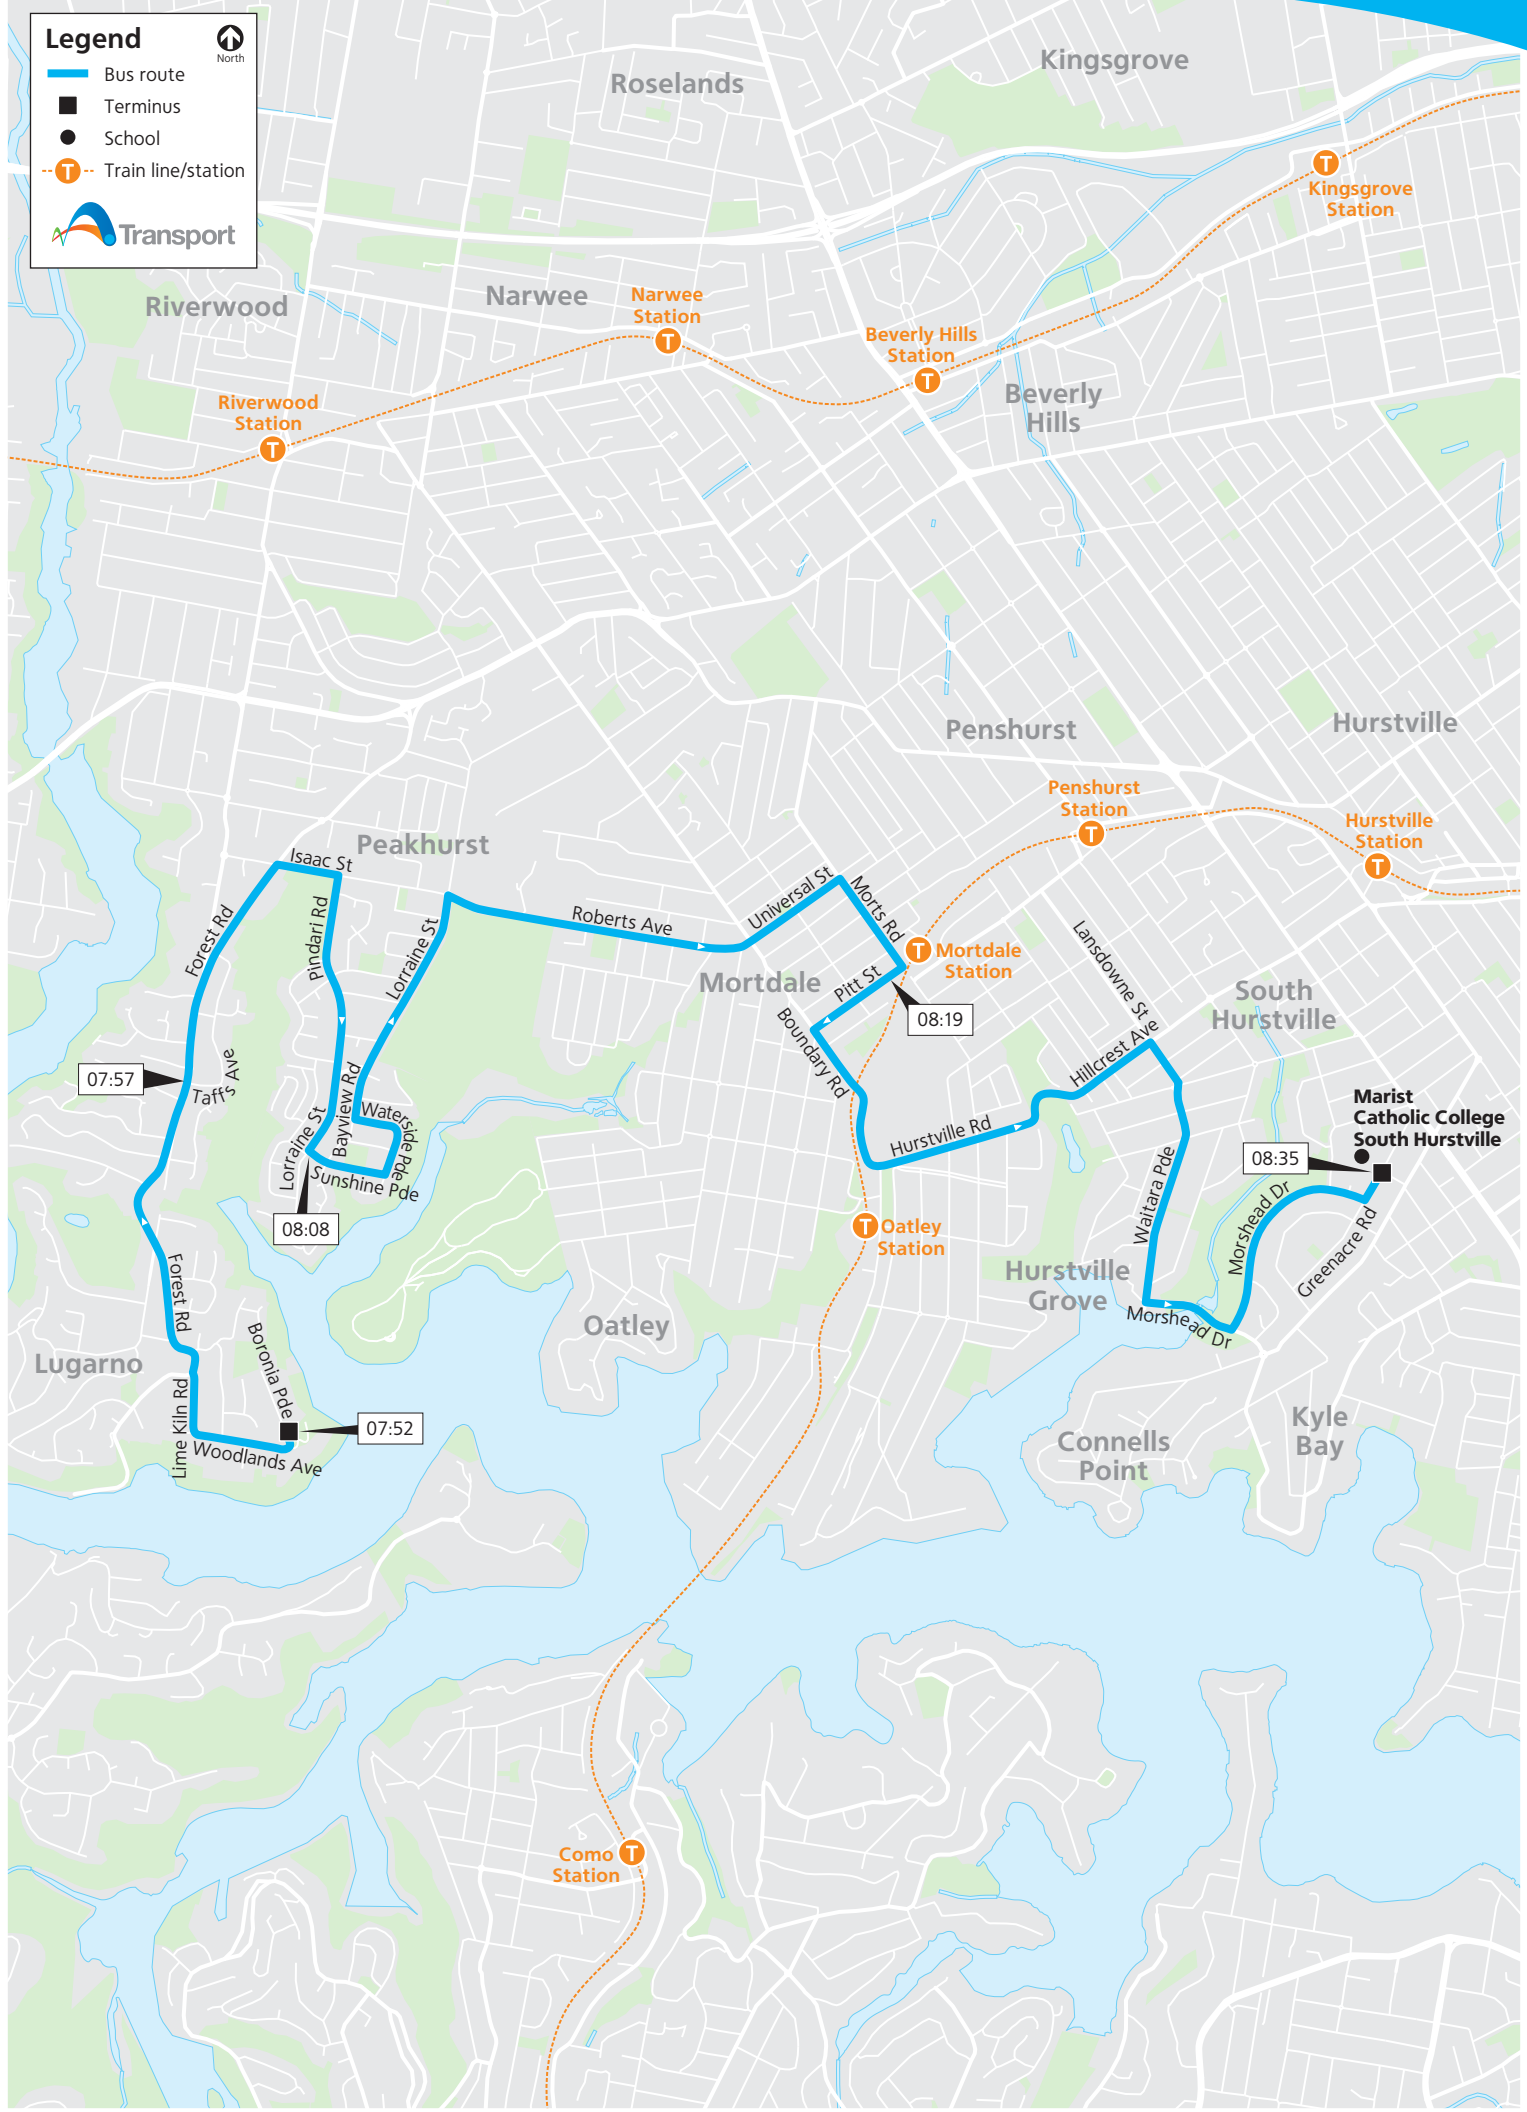 Legend
North
Bus route
Terminus
School
T
Train line/station
Transport
Roselands
Kingsgrove
T
Kingsgrove
Station
Riverwood
Narwee
Narwee
Station
T
Beverly Hills
Station
T
Beverly
Hills
Riverwood
Station
T
Penshurst
Hurstville
Penshurst
Station
T
Hurstville
Station
T
Peakhurst
Isaac St
Forest Rd
Pindari Rd
Lorraine St
Roberts Ave
Universal St
Morts Rd
T
Mortdale
Station
Mortdale
Pitt St
08:19
Boundary Rd
Lansdowne St
South
Hurstville
Hillcrest Ave
Hurstville Rd
07:57
Taffs Ave
Bayview Rd
Waterside Pde
Lorraine St
Sunshine Pde
08:08
Marist
Catholic College
South Hurstville
08:35
Waitara Pde
Morshead Dr
Greenacre Rd
T
Oatley
Station
Hurstville
Grove
Morshead Dr
Forest Rd
Boronia Pde
Oatley
Lugarno
Lime Kiln Rd
07:52
Woodlands Ave
Connells
Point
Kyle
Bay
Como
Station
T